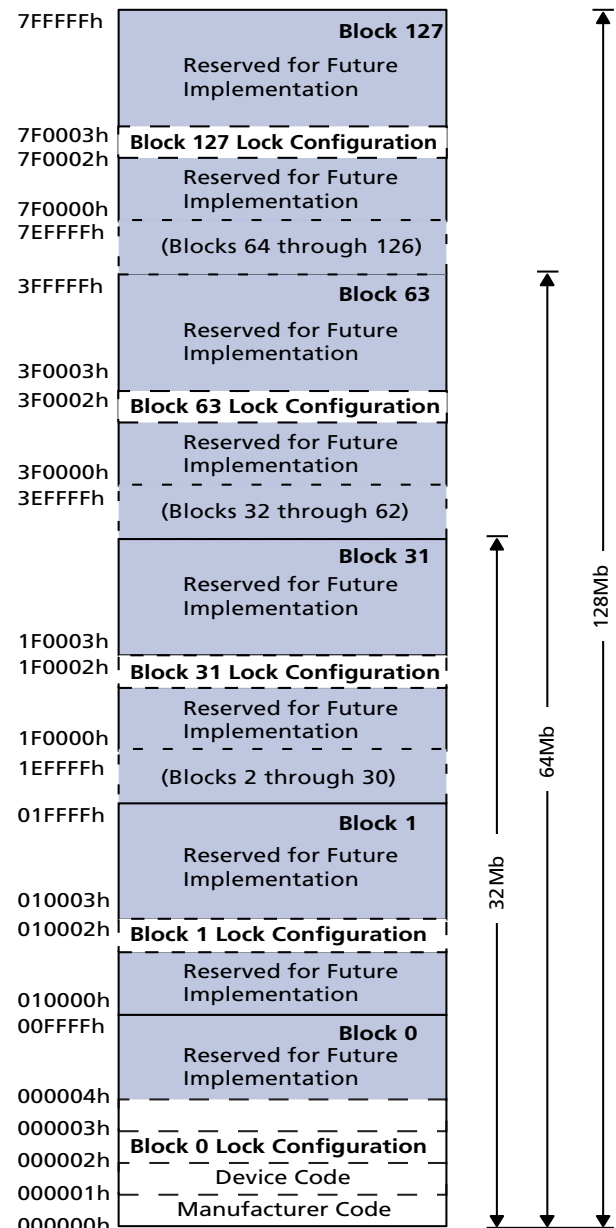 7FFFFFh
Block 127
Reserved for Future
Implementation
7F0003h
Block 127 Lock Configuration
7F0002h
Reserved for Future
Implementation
7F0000h
7EFFFFh
(Blocks 64 through 126)
3FFFFFh
Block 63
Reserved for Future
Implementation
3F0003h
3F0002h
Block 63 Lock Configuration
Reserved for Future
Implementation
3F0000h
3EFFFFh
(Blocks 32 through 62)
Block 31
Reserved for Future
Implementation
1F0003h
1F0002h
Block 31 Lock Configuration
Reserved for Future
Implementation
1F0000h
1EFFFFh
(Blocks 2 through 30)
01FFFFh
Block 1
Reserved for Future
Implementation
010003h
010002h
Block 1 Lock Configuration
Reserved for Future
Implementation
010000h
00FFFFh
Block 0
Reserved for Future
Implementation
000004h
000003h
Block 0 Lock Configuration
000002h
Device Code
000001h
Manufacturer Code
000000h
32Mb
64Mb
128Mb